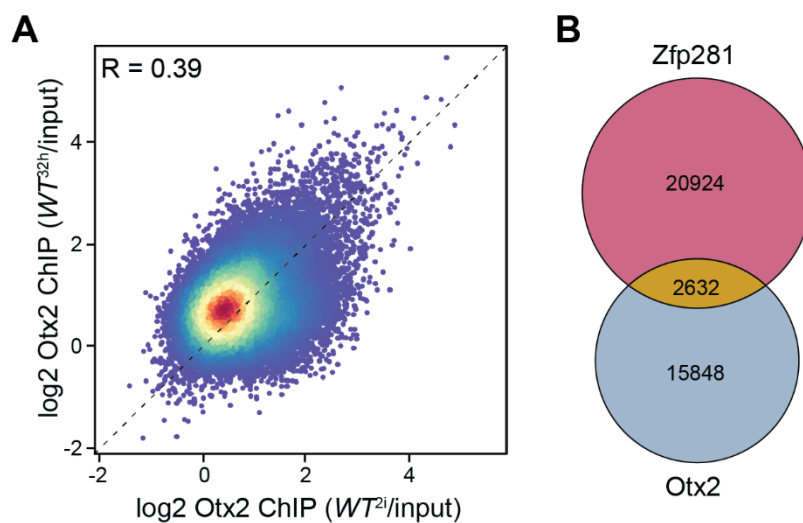 A
R = 0.39
log2 Otx2 ChIP (WT32h/input)
4
2
0
-2
-2
0
2
4
log2 Otx2 ChIP (WT2i/input)
B
Zfp281
20924
2632
15848
Otx2